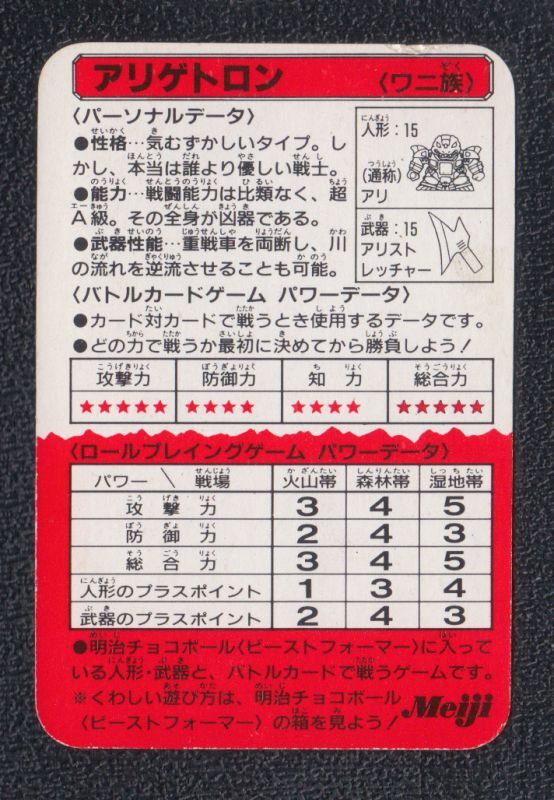 アリゲトロン 〈ワニ族〉
〈パーソナルデータ〉
●性格…気むずかしいタイプ。し
かし、本当は誰より優しい戦士。
●能力…戦闘能力は比類なく、超
A級。その全身が凶器である。
●武器性能…重戦車を両断し、川
の流れを逆流させることも可能。
人形:15
(通称)
アリ
武器:15
アリスト
レッチャー
〈バトルカードゲーム パワーデータ〉
●カード対カードで戦うとき使用するデータです。
●どの力で戦うか最初に決めてから勝負しよう!
攻撃力 防御力 知力 総合力
★★★★★ ★★★★ ★★★★ ★★★★★
〈ロールプレイングゲーム パワーデータ〉
パワー\戦場 火山帯 森林帯 湿地帯
攻撃力 3 4 5
防御力 2 4 3
総合力 3 4 5
人形のプラスポイント 1 3 4
武器のプラスポイント 2 4 3
●明治チョコボール〈ビーストフォーマー〉に入って
いる人形・武器と、バトルカードで戦うゲームです。
※くわしい遊び方は、明治チョコボール
〈ビーストフォーマー〉の箱を見よう!
Meiji